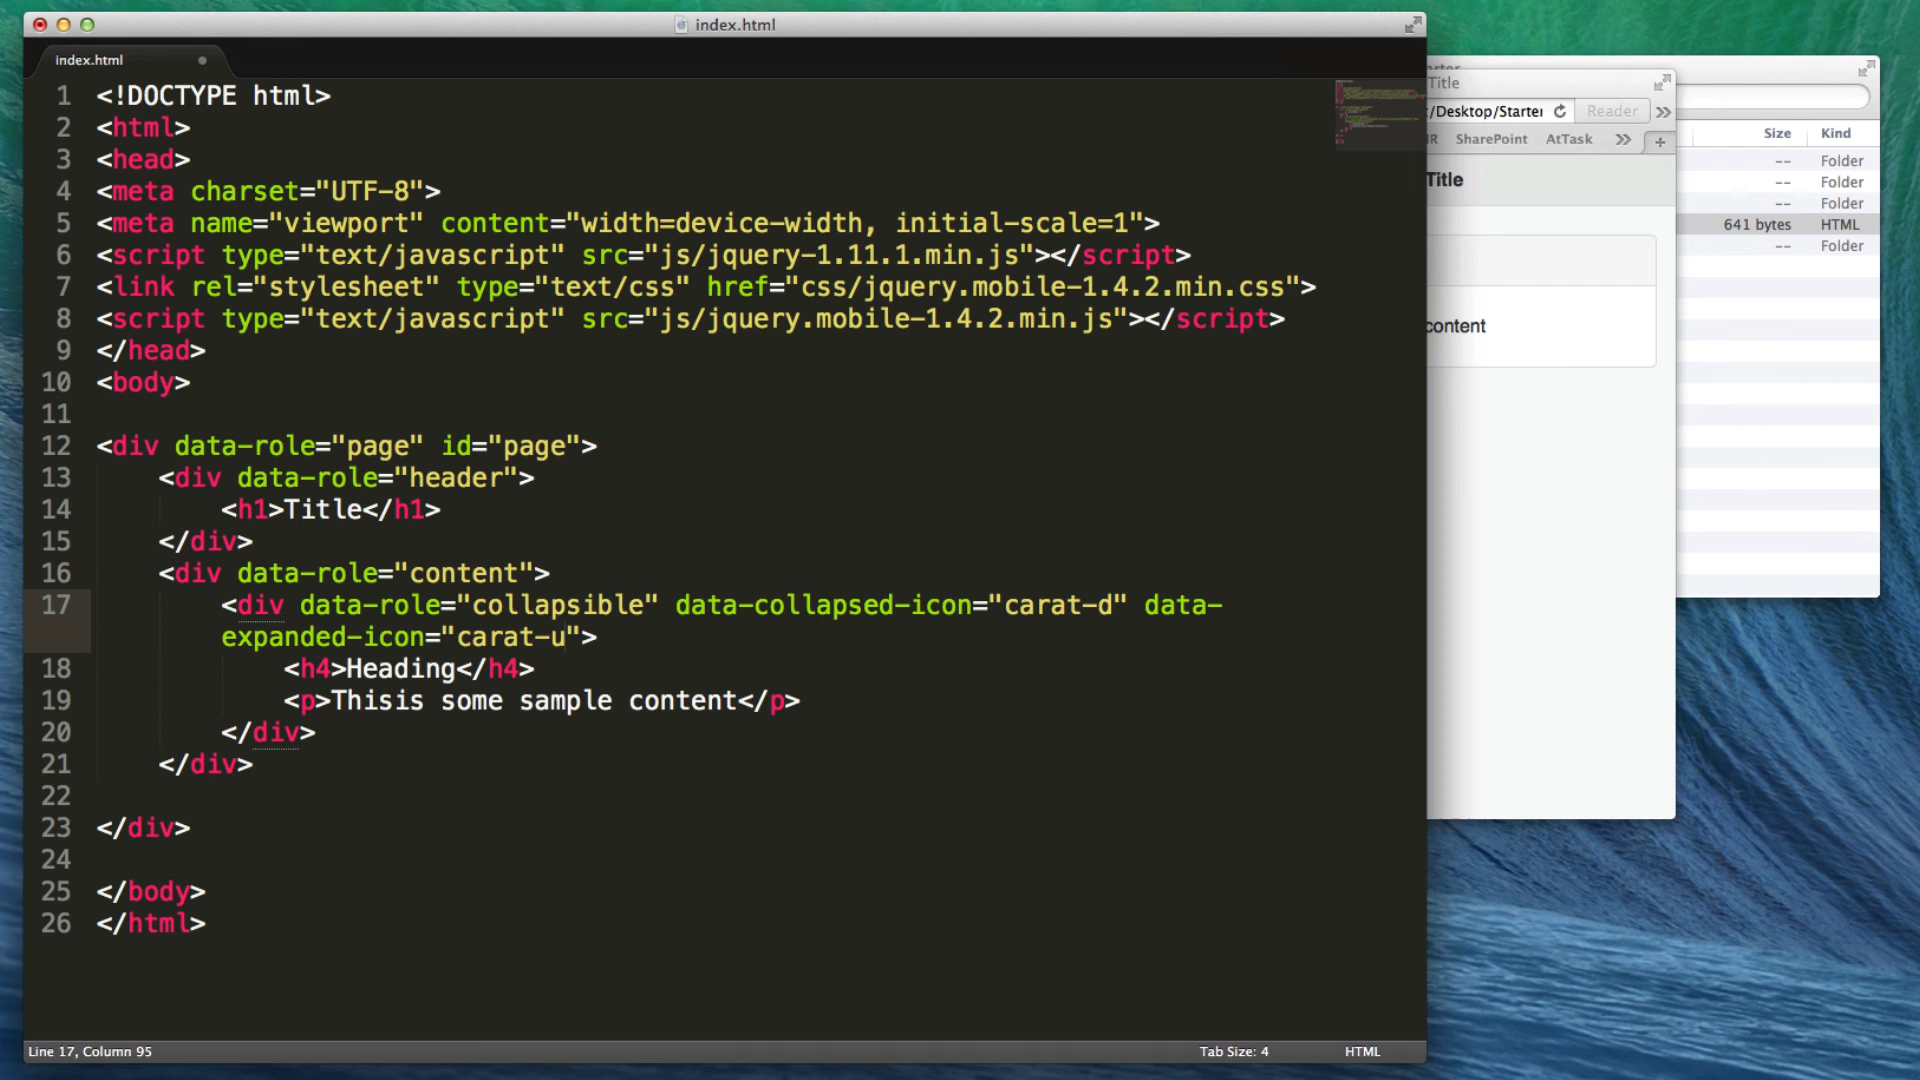 index.html
index.html
1 <!DOCTYPE html>
2 <html>
3 <head>
4 <meta charset="UTF-8">
5 <meta name="viewport" content="width=device-width, initial-scale=1">
6 <script type="text/javascript" src="js/jquery-1.11.1.min.js"></script>
7 <link rel="stylesheet" type="text/css" href="css/jquery.mobile-1.4.2.min.css">
8 <script type="text/javascript" src="js/jquery.mobile-1.4.2.min.js"></script>
9 </head>
10 <body>
11
12 <div data-role="page" id="page">
13 <div data-role="header">
14 <h1>Title</h1>
15 </div>
16 <div data-role="content">
17 <div data-role="collapsible" data-collapsed-icon="carat-d" data-
expanded-icon="carat-u">
18 <h4>Heading</h4>
19 <p>Thisis some sample content</p>
20 </div>
21 </div>
22
23 </div>
24
25 </body>
26 </html>
Line 17, Column 95
Tab Size: 4
HTML
Title
/Desktop/Starter
Reader
SharePoint
AtTask
Title
content
Size Kind
-- Folder
-- Folder
-- Folder
641 bytes HTML
-- Folder